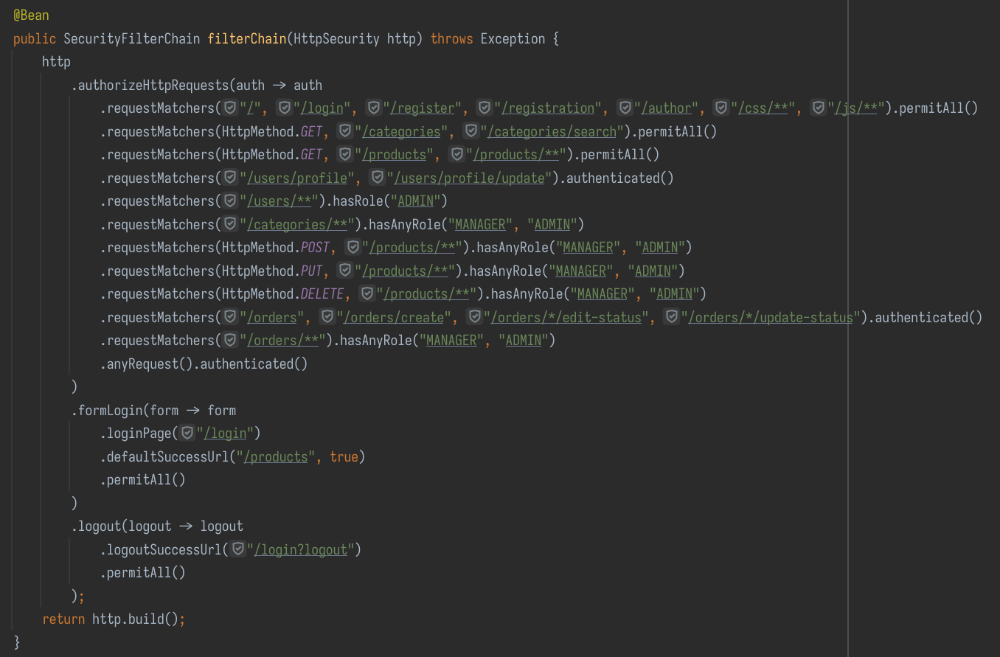 @Bean
public SecurityFilterChain filterChain(HttpSecurity http) throws Exception {
    http
        .authorizeHttpRequests(auth -> auth
            .requestMatchers("/", "/login", "/register", "/registration", "/author", "/css/**", "/js/**").permitAll()
            .requestMatchers(HttpMethod.GET, "/categories", "/categories/search").permitAll()
            .requestMatchers(HttpMethod.GET, "/products", "/products/**").permitAll()
            .requestMatchers("/users/profile", "/users/profile/update").authenticated()
            .requestMatchers("/users/**").hasRole("ADMIN")
            .requestMatchers("/categories/**").hasAnyRole("MANAGER", "ADMIN")
            .requestMatchers(HttpMethod.POST, "/products/**").hasAnyRole("MANAGER", "ADMIN")
            .requestMatchers(HttpMethod.PUT, "/products/**").hasAnyRole("MANAGER", "ADMIN")
            .requestMatchers(HttpMethod.DELETE, "/products/**").hasAnyRole("MANAGER", "ADMIN")
            .requestMatchers("/orders", "/orders/create", "/orders/*/edit-status", "/orders/*/update-status").authenticated()
            .requestMatchers("/orders/**").hasAnyRole("MANAGER", "ADMIN")
            .anyRequest().authenticated()
        )
        .formLogin(form -> form
            .loginPage("/login")
            .defaultSuccessUrl("/products", true)
            .permitAll()
        )
        .logout(logout -> logout
            .logoutSuccessUrl("/login?logout")
            .permitAll()
        );
    return http.build();
}